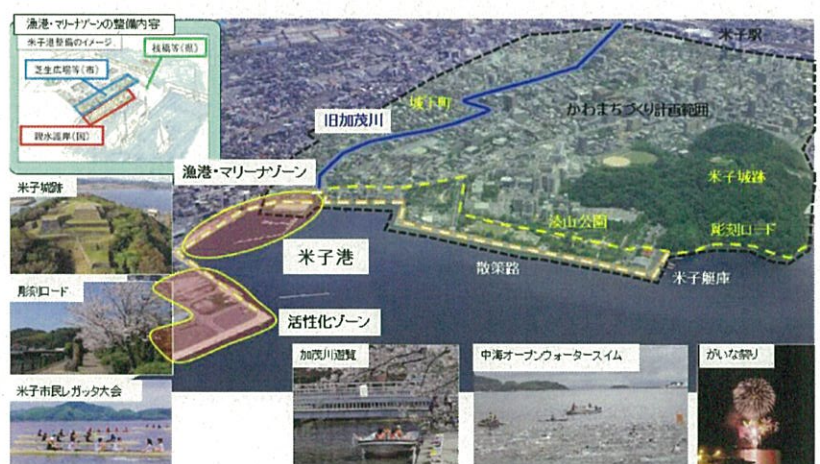 漁港・マリーナゾーンの整備内容
米子港整備のイメージ
桟橋等(県)
芝生広場等(市)
親水護岸(国)
米子駅
城下町
旧加茂川
かわまちづくり計画範囲
漁港・マリーナゾーン
米子城跡
米子城跡
湊山公園
彫刻ロード
米子港
散策路
米子艇庫
彫刻ロード
活性化ゾーン
加茂川遊覧
中海オープンウォータースイム
がいな祭り
米子市民レガッタ大会